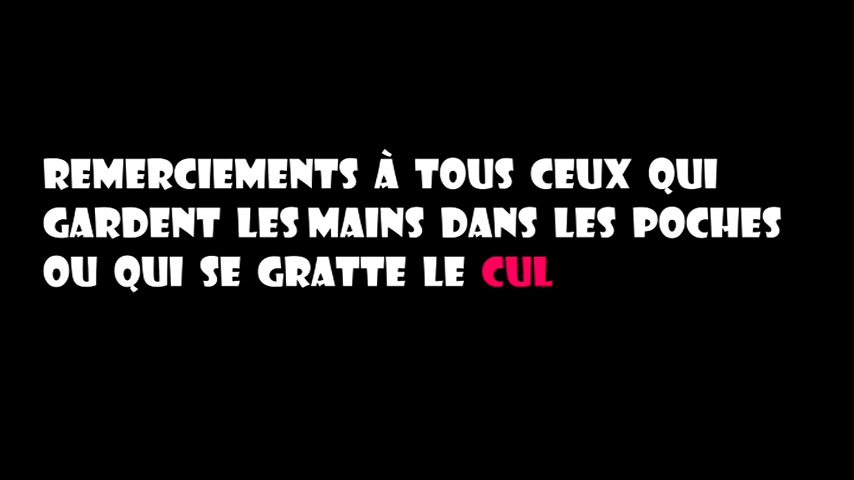 REMERCIEMENTS À TOUS CEUX QUI
GARDENT LES MAINS DANS LES POCHES
OU QUI SE GRATTE LE CUL